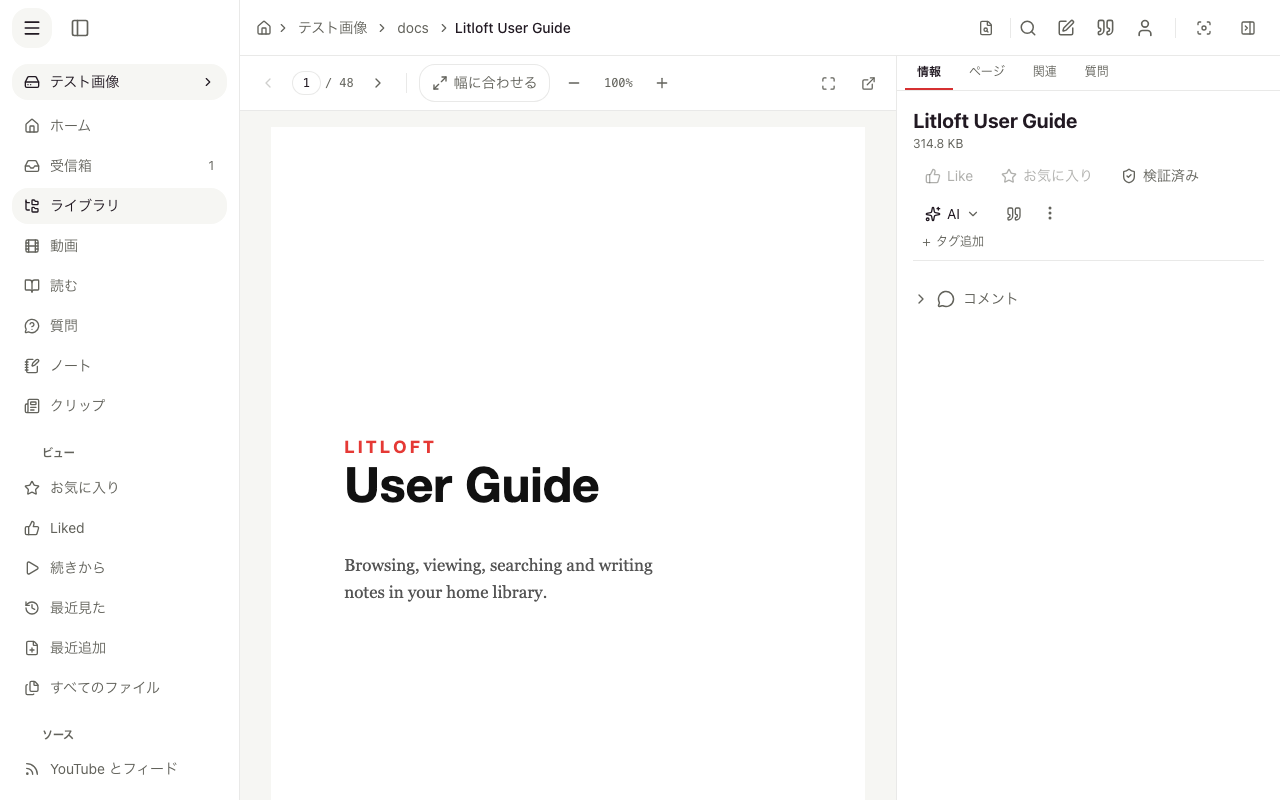 テスト画像
ホーム
受信箱 1
ライブラリ
動画
読む
質問
ノート
クリップ
ビュー
お気に入り
Liked
続きから
最近見た
最近追加
すべてのファイル
ソース
YouTube とフィード
テスト画像 docs Litloft User Guide
1 / 48 幅に合わせる 100%
LITLOFT
User Guide
Browsing, viewing, searching and writing
notes in your home library.
情報 ページ 関連 質問
Litloft User Guide
314.8 KB
Like お気に入り 検証済み
AI
+ タグ追加
コメント